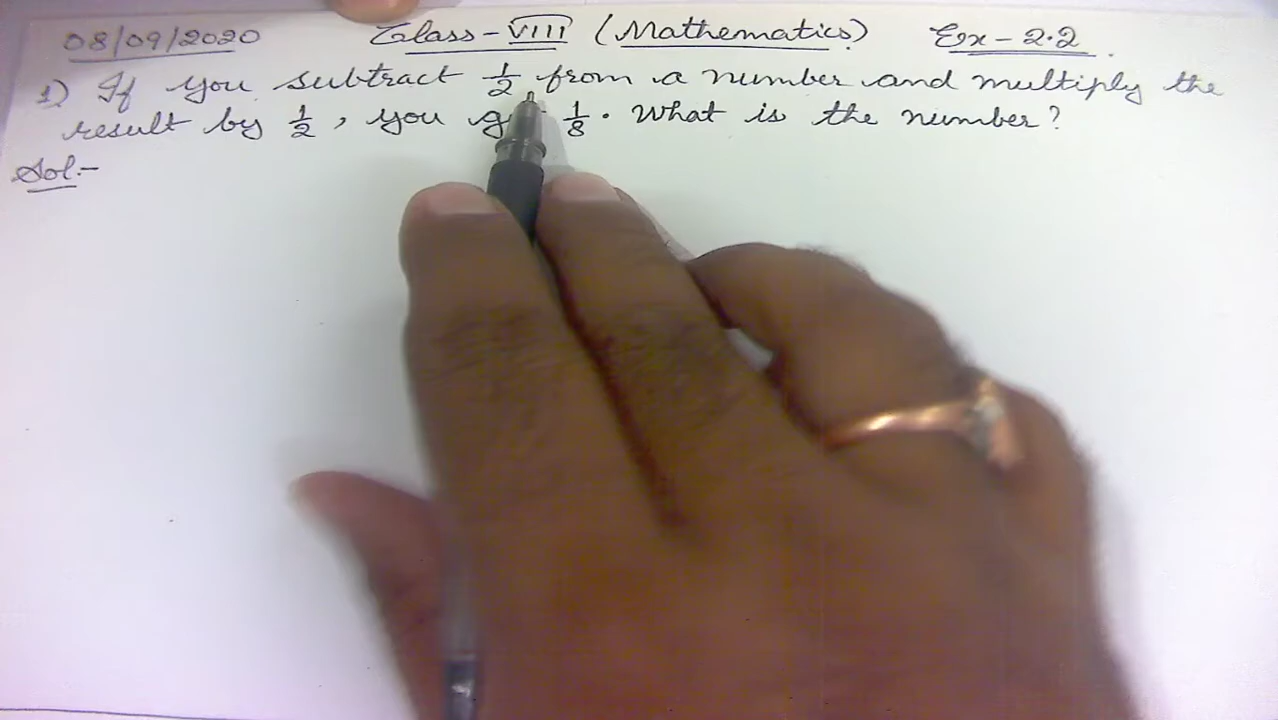 08/09/2020 Class-VIII (Mathematics) Ex-2.2
1) If you subtract 1/2 from a number and multiply the
result by 1/2, you 1/8. What is the number?
Sol:-